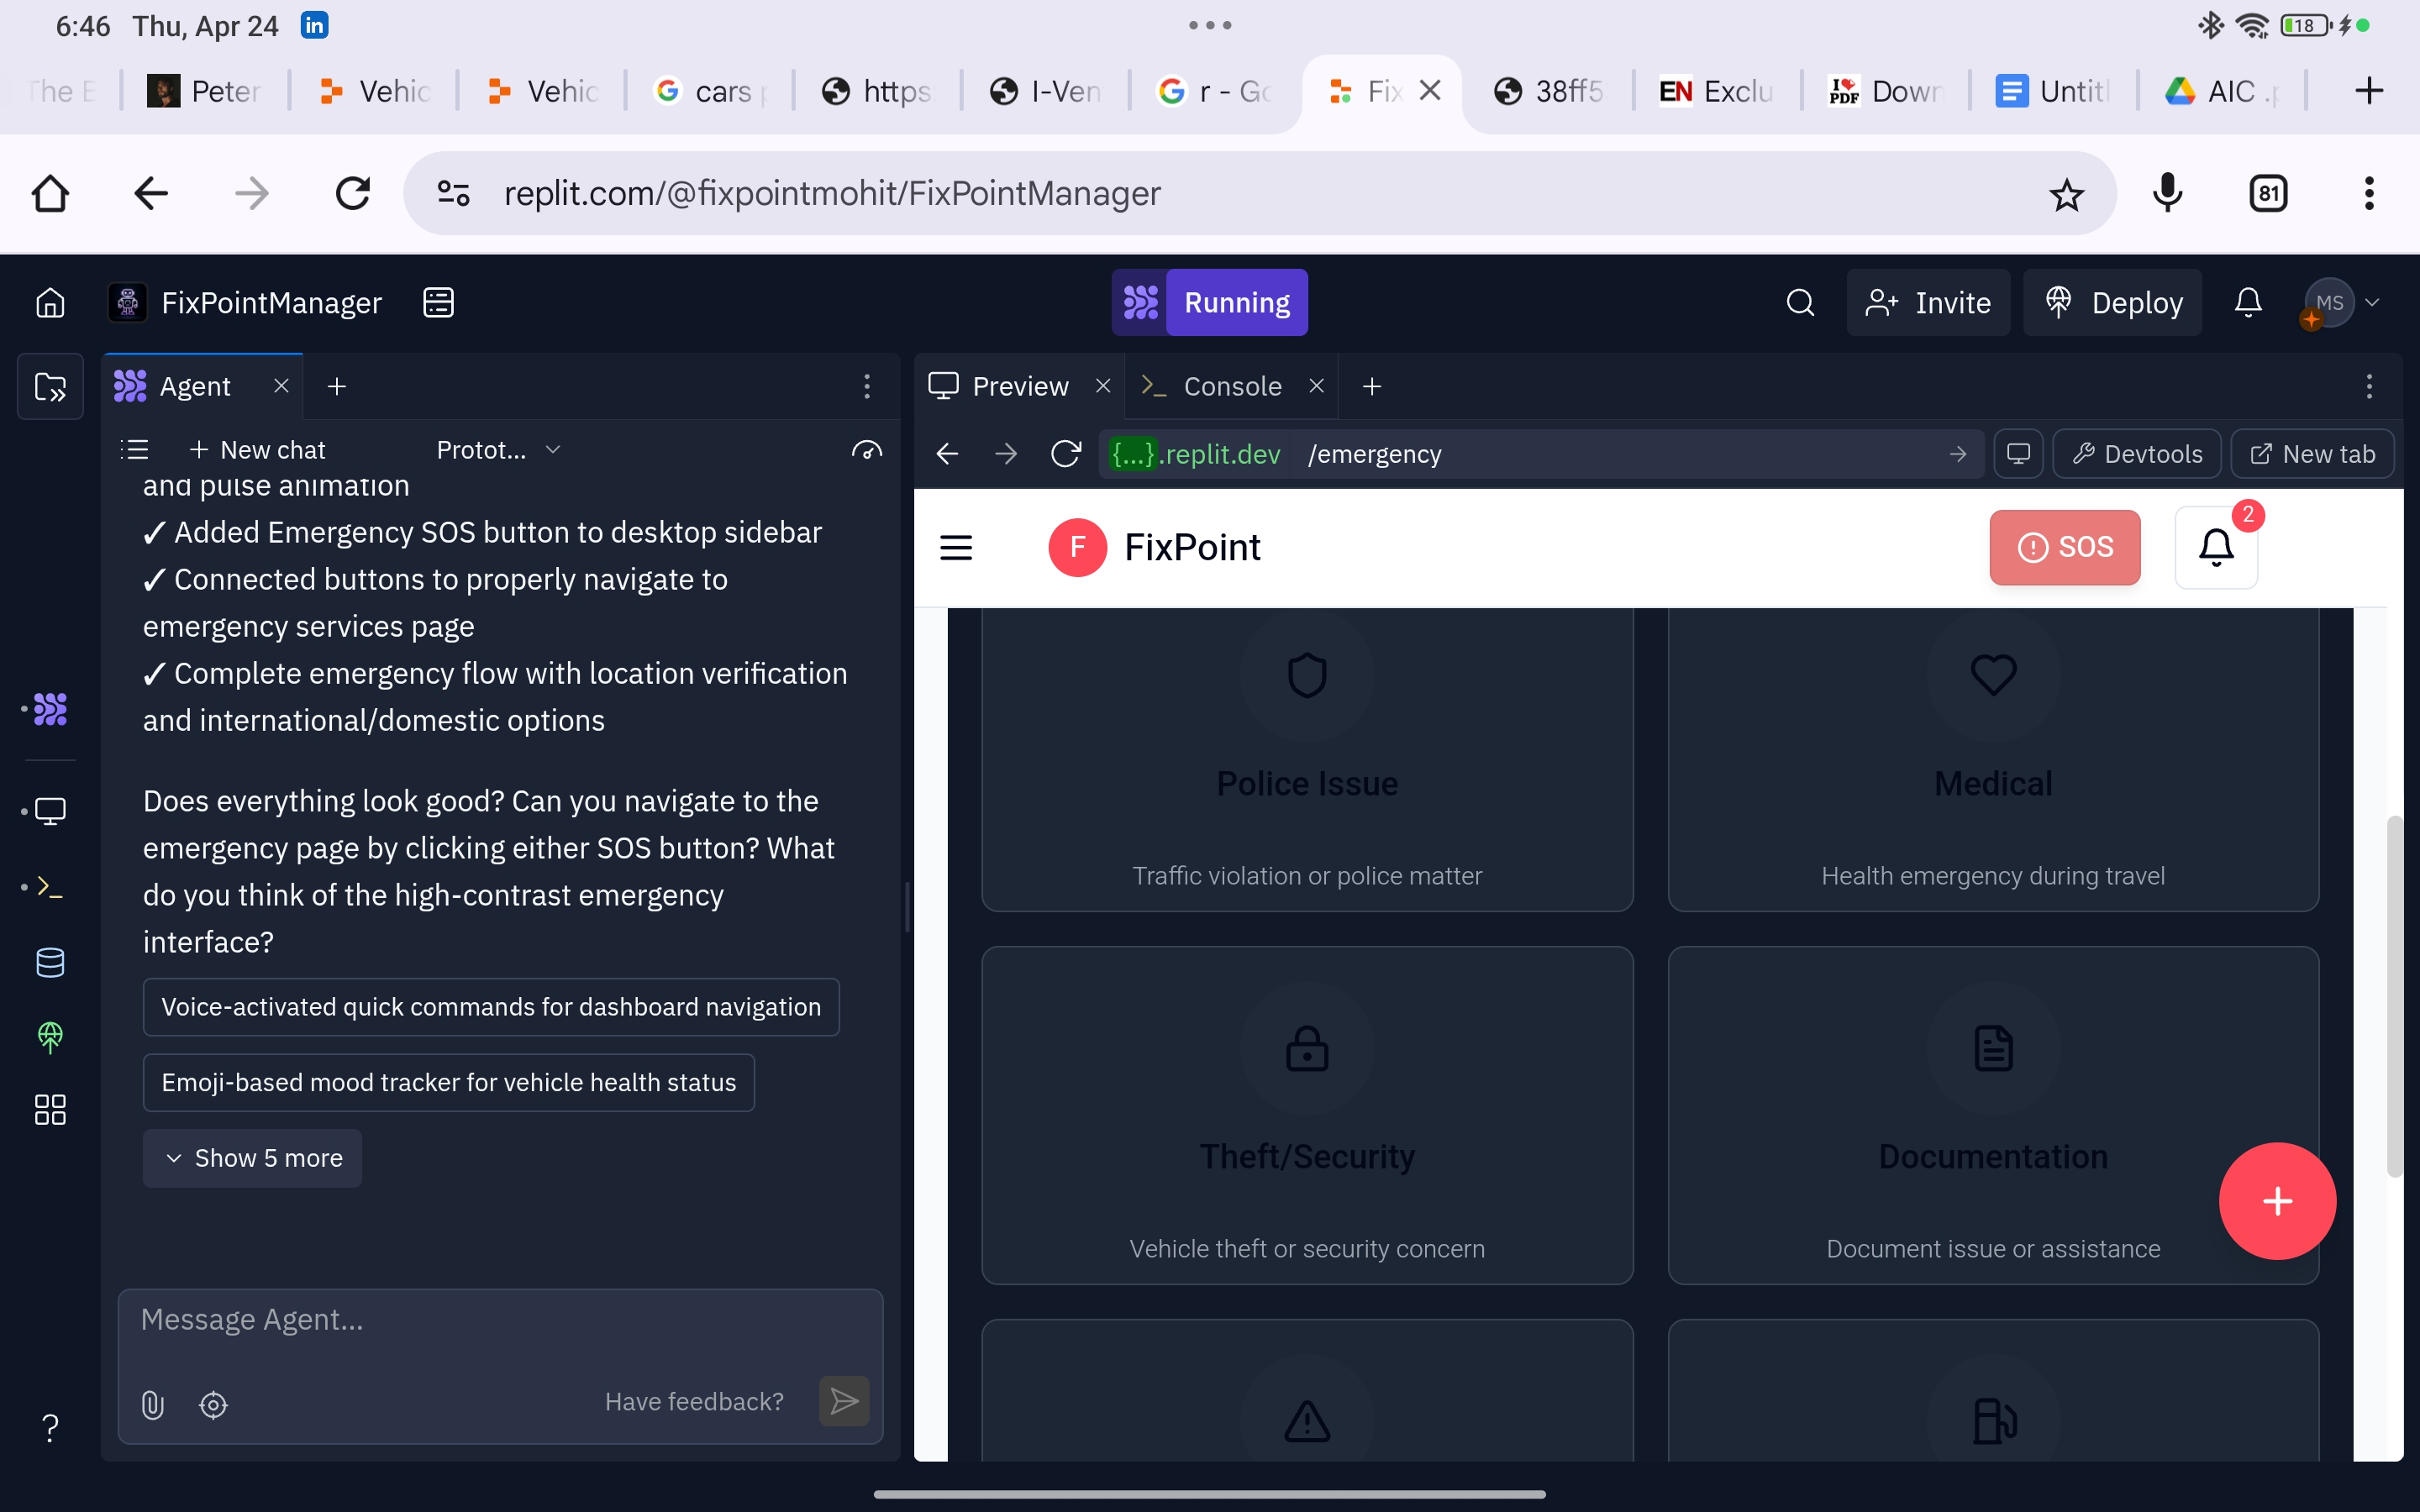 6:46 Thu, Apr 24 in
18
The E
Peter
Vehic
Vehic
cars p
https
I-Ven
r - Go
Fix
38ff5
EN Exclu
I PDF Down
Untitl
AIC .p
replit.com/@fixpointmohit/FixPointManager
81
FixPointManager
Running
Invite
Deploy
MS
Agent
Preview
Console
New chat
Protot...
{...}.replit.dev /emergency
Devtools
New tab
and pulse animation
✓ Added Emergency SOS button to desktop sidebar
✓ Connected buttons to properly navigate to
emergency services page
✓ Complete emergency flow with location verification
and international/domestic options
Does everything look good? Can you navigate to the
emergency page by clicking either SOS button? What
do you think of the high-contrast emergency
interface?
Voice-activated quick commands for dashboard navigation
Emoji-based mood tracker for vehicle health status
Show 5 more
Message Agent...
Have feedback?
?
F FixPoint
SOS
2
Police Issue
Traffic violation or police matter
Medical
Health emergency during travel
Theft/Security
Vehicle theft or security concern
Documentation
Document issue or assistance